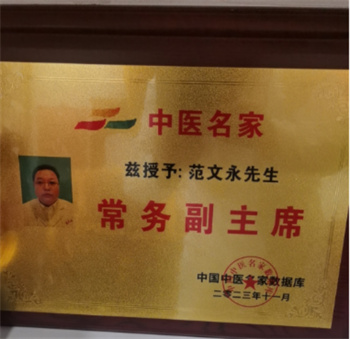 中医名家
兹授予:范文永先生
常务副主席
中国中医名家数据库
二〇二三年十一月